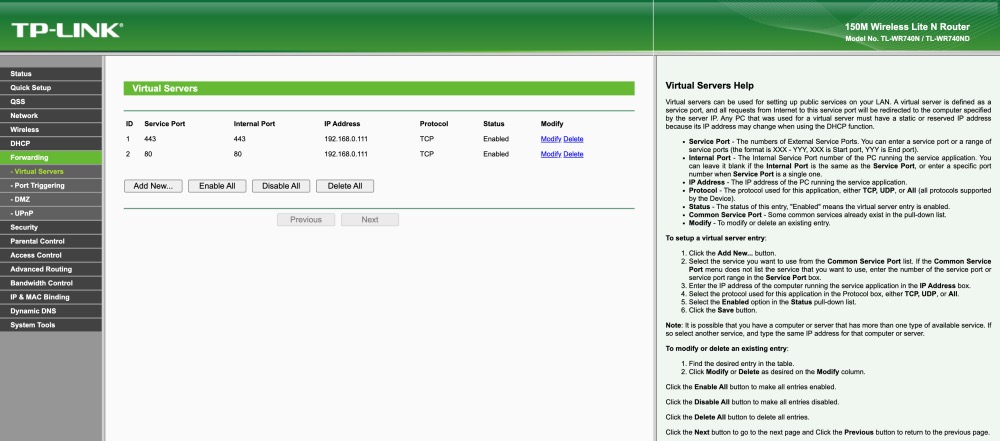 TP-LINK®
150M Wireless Lite N Router
Model No. TL-WR740N / TL-WR740ND
Status
Quick Setup
QSS
Network
Wireless
DHCP
Forwarding
- Virtual Servers
- Port Triggering
- DMZ
- UPnP
Security
Parental Control
Access Control
Advanced Routing
Bandwidth Control
IP & MAC Binding
Dynamic DNS
System Tools
Virtual Servers
ID Service Port Internal Port IP Address Protocol Status Modify
1 443 443 192.168.0.111 TCP Enabled Modify Delete
2 80 80 192.168.0.111 TCP Enabled Modify Delete
Add New... Enable All Disable All Delete All
Previous Next
Virtual Servers Help
Virtual servers can be used for setting up public services on your LAN. A virtual server is defined as a
service port, and all requests from Internet to this service port will be redirected to the computer specified
by the server IP. Any PC that was used for a virtual server must have a static or reserved IP address
because its IP address may change when using the DHCP function.
• Service Port - The numbers of External Service Ports. You can enter a service port or a range of
service ports (the format is XXX - YYY, XXX is Start port, YYY is End port).
• Internal Port - The Internal Service Port number of the PC running the service application. You
can leave it blank if the Internal Port is the same as the Service Port, or enter a specific port
number when Service Port is a single one.
• IP Address - The IP address of the PC running the service application.
• Protocol - The protocol used for this application, either TCP, UDP, or All (all protocols supported
by the Device).
• Status - The status of this entry, "Enabled" means the virtual server entry is enabled.
• Common Service Port - Some common services already exist in the pull-down list.
• Modify - To modify or delete an existing entry.
To setup a virtual server entry:
1. Click the Add New... button.
2. Select the service you want to use from the Common Service Port list. If the Common Service
Port menu does not list the service that you want to use, enter the number of the service port or
service port range in the Service Port box.
3. Enter the IP address of the computer running the service application in the IP Address box.
4. Select the protocol used for this application in the Protocol box, either TCP, UDP, or All.
5. Select the Enabled option in the Status pull-down list.
6. Click the Save button.
Note: It is possible that you have a computer or server that has more than one type of available service. If
so select another service, and type the same IP address for that computer or server.
To modify or delete an existing entry:
1. Find the desired entry in the table.
2. Click Modify or Delete as desired on the Modify column.
Click the Enable All button to make all entries enabled.
Click the Disable All button to make all entries disabled.
Click the Delete All button to delete all entries.
Click the Next button to go to the next page and Click the Previous button to return to the previous page.